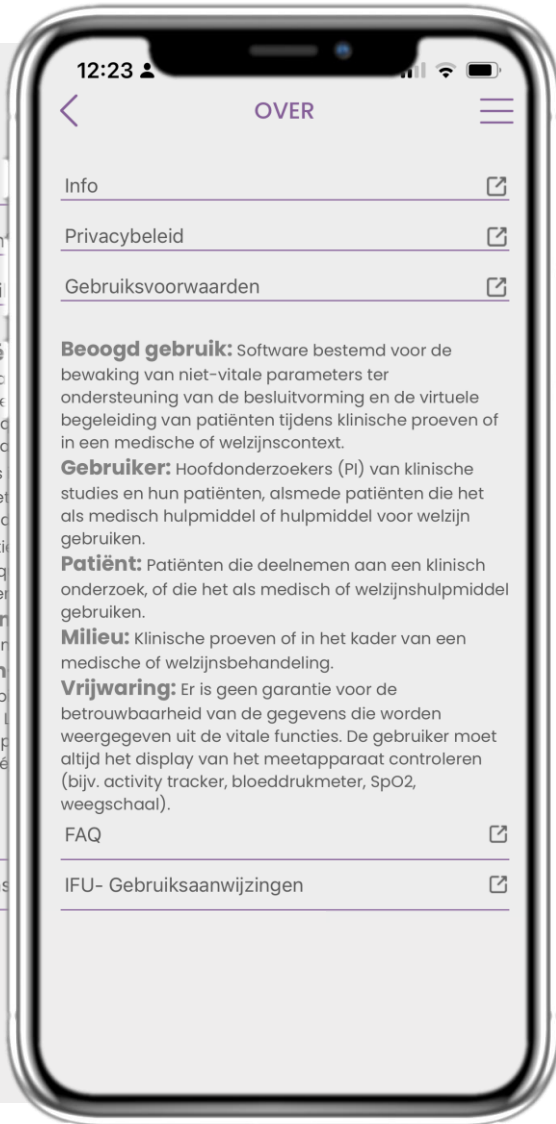 12:23
OVER
Info
Privacybeleid
Gebruiksvoorwaarden
Beoogd gebruik: Software bestemd voor de
bewaking van niet-vitale parameters ter
ondersteuning van de besluitvorming en de virtuele
begeleiding van patiënten tijdens klinische proeven of
in een medische of welzijnscontext.
Gebruiker: Hoofdonderzoekers (PI) van klinische
studies en hun patiënten, alsmede patiënten die het
als medisch hulpmiddel of hulpmiddel voor welzijn
gebruiken.
Patiënt: Patiënten die deelnemen aan een klinisch
onderzoek, of die het als medisch of welzijnshulpmiddel
gebruiken.
Milieu: Klinische proeven of in het kader van een
medische of welzijnsbehandeling.
Vrijwaring: Er is geen garantie voor de
betrouwbaarheid van de gegevens die worden
weergegeven uit de vitale functies. De gebruiker moet
altijd het display van het meetapparaat controleren
(bijv. activity tracker, bloeddrukmeter, SpO2,
weegschaal).
FAQ
IFU- Gebruiksaanwijzingen